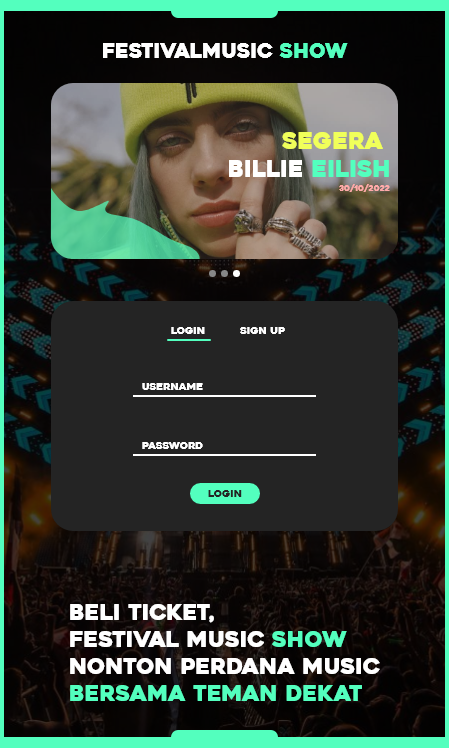 FESTIVALMUSIC SHOW
SEGERA
BILLIE EILISH
30/10/2022
LOGIN SIGN UP
USERNAME
PASSWORD
LOGIN
BELI TICKET,
FESTIVAL MUSIC SHOW
NONTON PERDANA MUSIC
BERSAMA TEMAN DEKAT